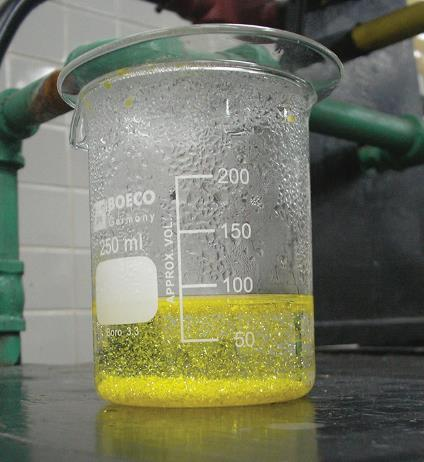 BOECO
Germany
250 ml
APPROX. VOL.
200
150
100
50
Boro 3.3